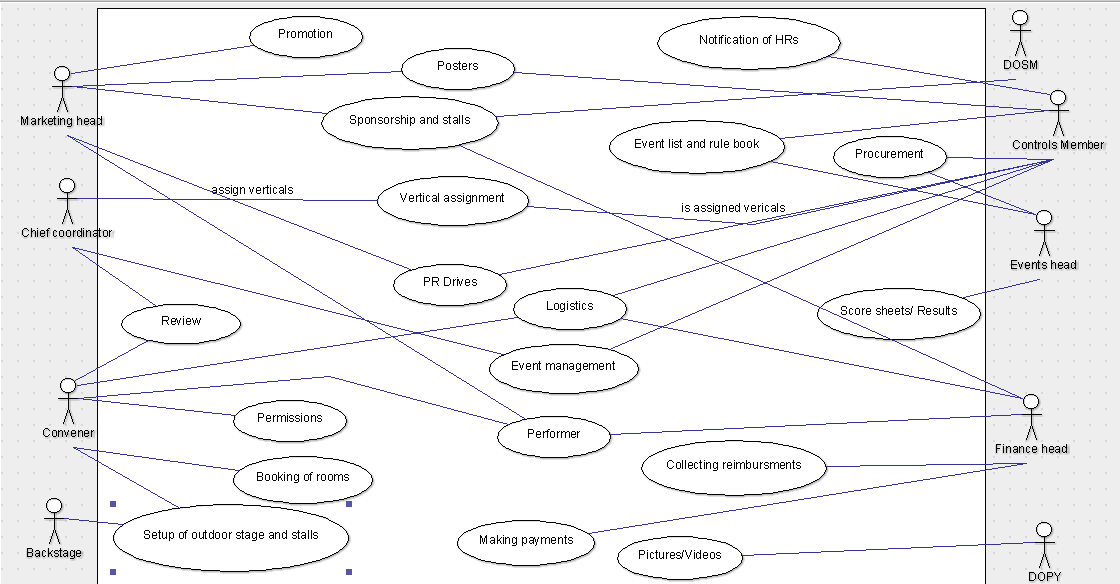 Promotion
Notification of HRs
DOSM
Posters
Marketing head
Sponsorship and stalls
Controls Member
Event list and rule book
Procurement
assign verticals
Vertical assignment
is assigned vericals
Chief coordinator
Events head
PR Drives
Logistics
Score sheets/ Results
Review
Event management
Permissions
Convener
Performer
Finance head
Collecting reimbursments
Booking of rooms
Setup of outdoor stage and stalls
Making payments
Backstage
Pictures/Videos
DOPY